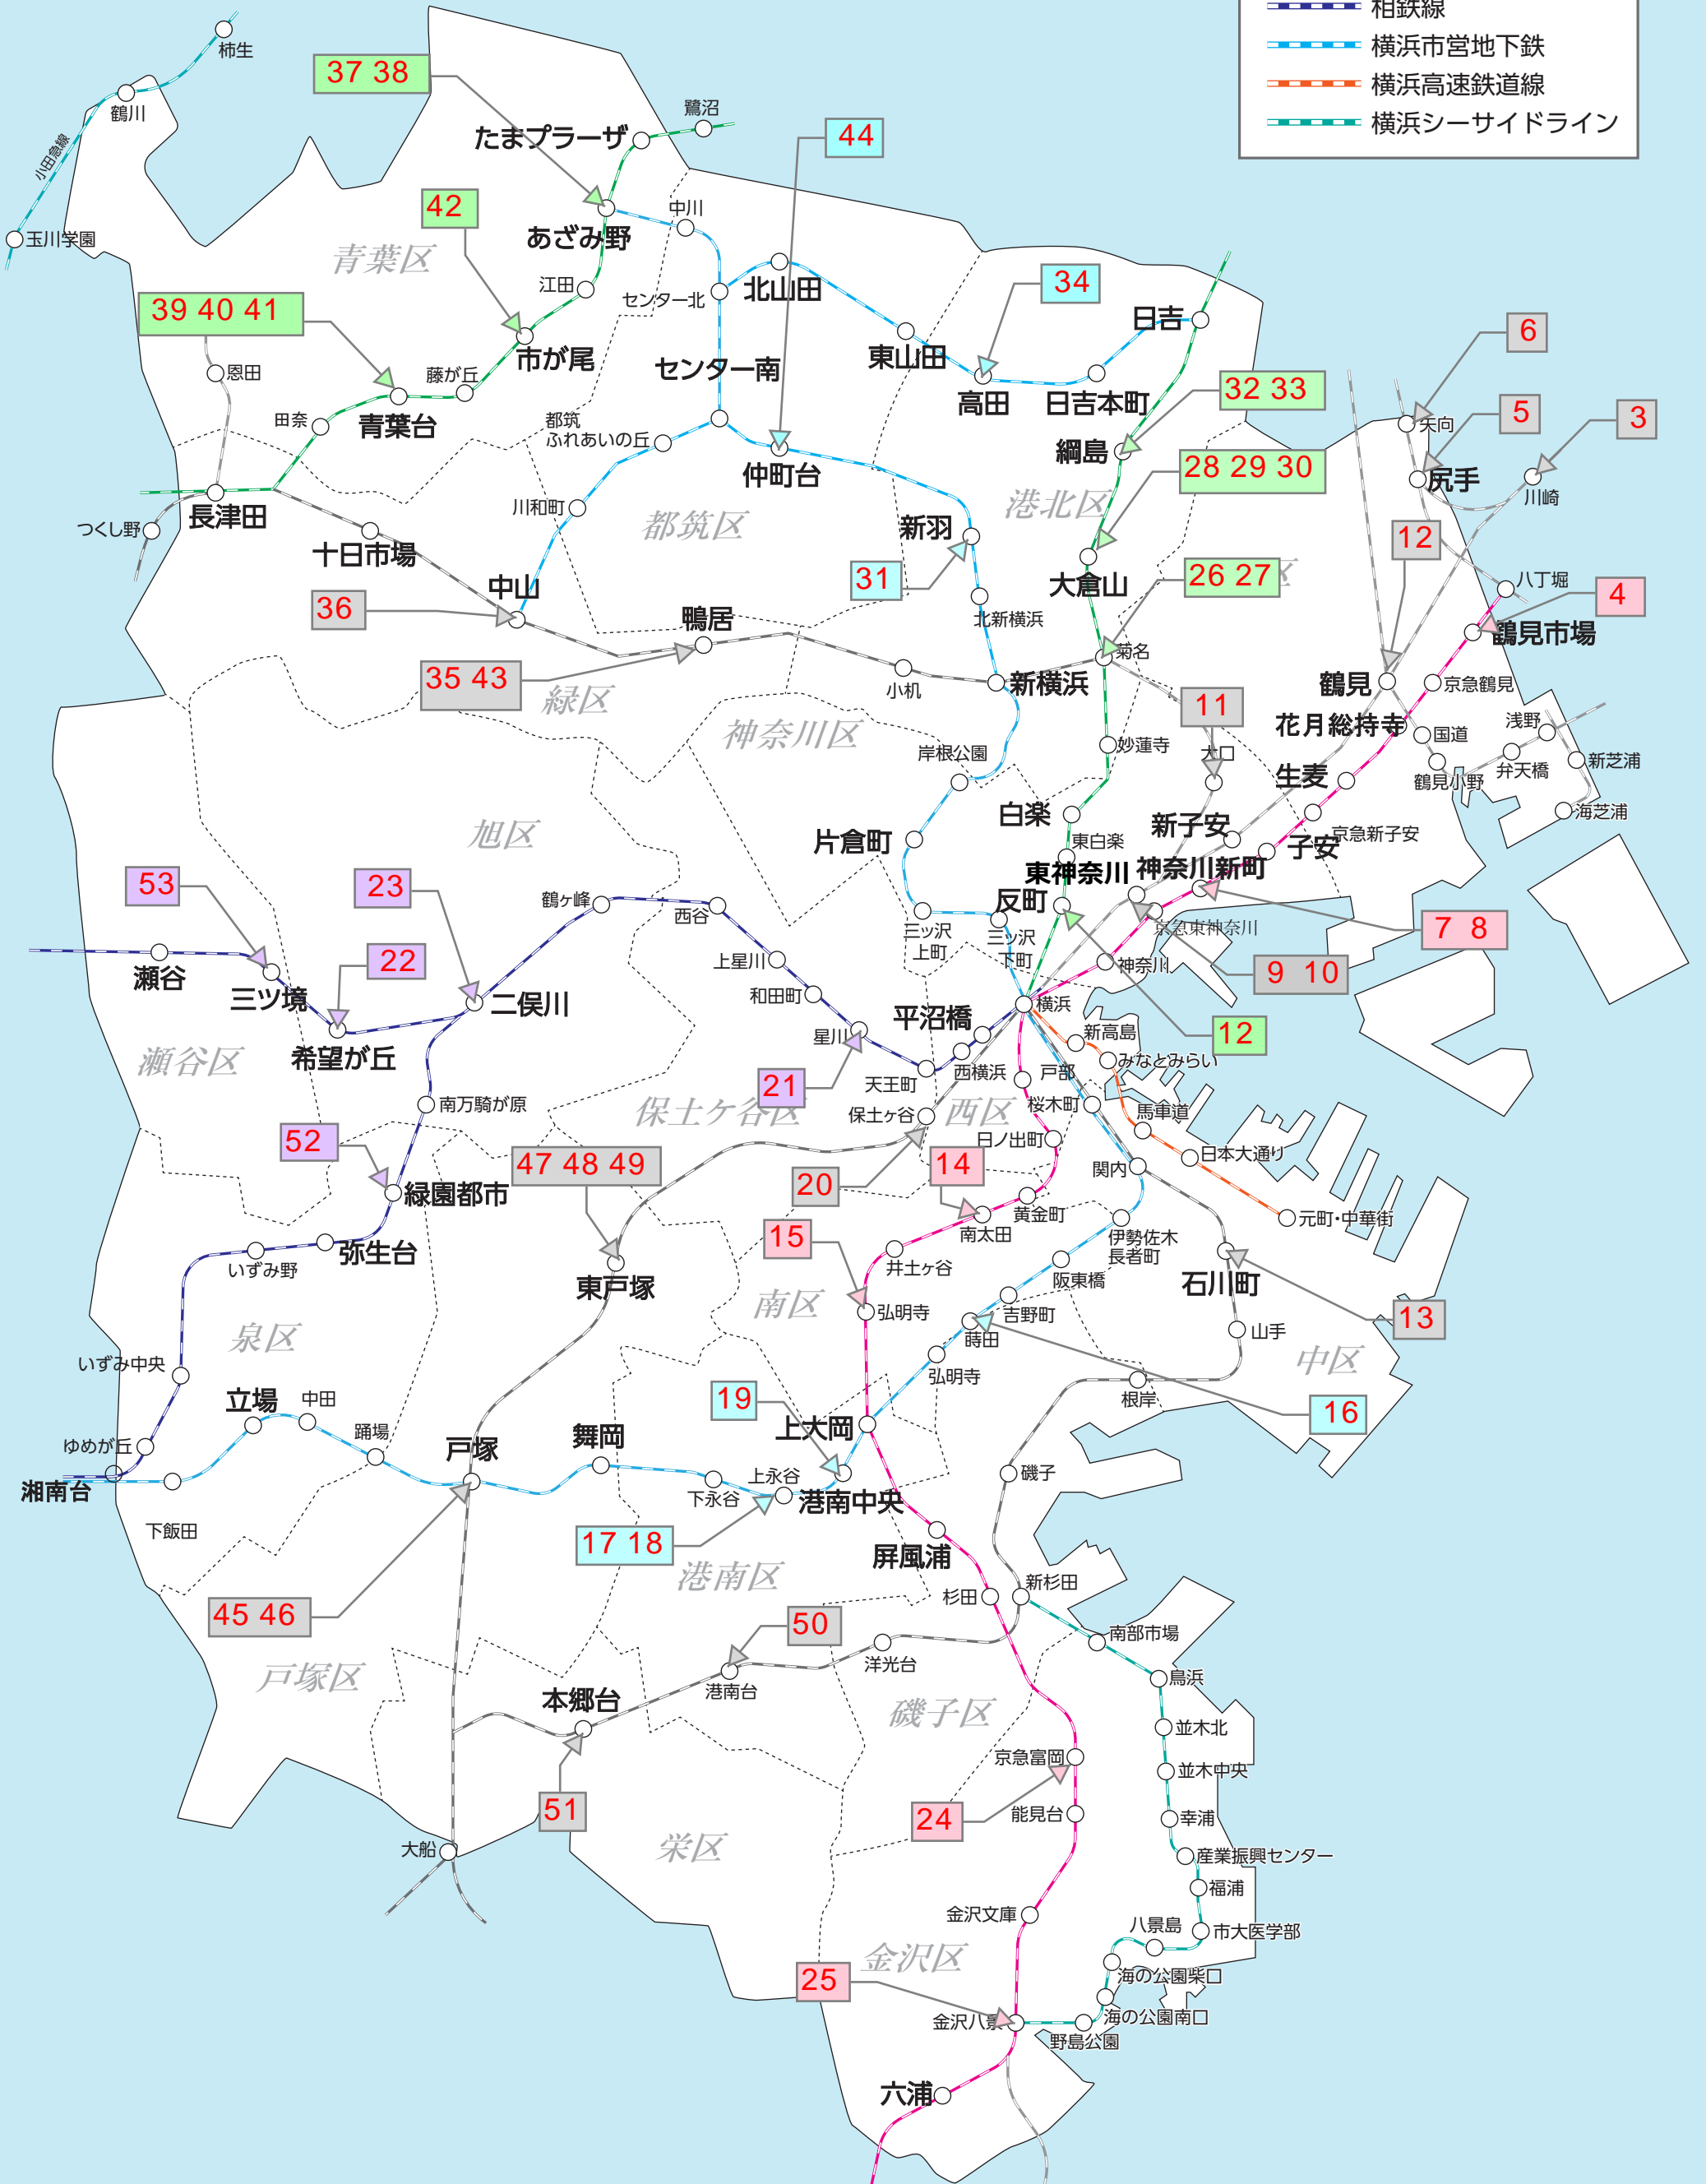 相鉄線
横浜市営地下鉄
横浜高速鉄道線
横浜シーサイドライン
柿生
鶴川
小田急線
玉川学園
37 38
鷺沼
たまプラーザ
44
42
中川
あざみ野
青葉区
江田
センター北
北山田
34
39 40 41
日吉
6
市が尾
東山田
恩田
センター南
藤が丘
高田
日吉本町
32 33
5
3
田奈
青葉台
都筑
ふれあいの丘
矢向
綱島
仲町台
28 29 30
尻手
川崎
川和町
港北区
長津田
つくし野
都筑区
新羽
12
十日市場
31
大倉山
26 27
区
八丁堀
中山
4
36
鴨居
北新横浜
鶴見市場
菊名
35 43
緑区
小机
新横浜
鶴見
京急鶴見
11
神奈川区
花月総持寺
浅野
国道
妙蓮寺
大口
岸根公園
新芝浦
弁天橋
生麦
鶴見小野
白楽
海芝浦
片倉町
新子安
旭区
東白楽
子安
京急新子安
東神奈川
神奈川新町
53
23
鶴ヶ峰
反町
西谷
三ッ沢
上町
三ッ沢
下町
京急東神奈川
7 8
22
上星川
神奈川
9 10
瀬谷
三ツ境
二俣川
和田町
平沼橋
横浜
星川
新高島
12
希望が丘
瀬谷区
みなとみらい
21
天王町
西横浜
戸部
南万騎が原
保土ヶ谷区
保土ヶ谷
西区
桜木町
馬車道
52
日ノ出町
日本大通り
47 48 49
14
関内
20
緑園都市
黄金町
南太田
元町・中華街
15
伊勢佐木
長者町
弥生台
いずみ野
井土ヶ谷
阪東橋
東戸塚
石川町
南区
弘明寺
吉野町
13
泉区
蒔田
山手
いずみ中央
弘明寺
中区
19
根岸
立場
中田
16
踊場
上大岡
ゆめが丘
戸塚
舞岡
磯子
湘南台
上永谷
下永谷
港南中央
下飯田
17 18
屏風浦
港南区
新杉田
杉田
45 46
50
南部市場
洋光台
戸塚区
鳥浜
港南台
本郷台
磯子区
並木北
京急富岡
並木中央
51
24
能見台
幸浦
栄区
大船
産業振興センター
福浦
金沢文庫
八景島
市大医学部
金沢区
25
海の公園柴口
海の公園南口
金沢八景
野島公園
六浦